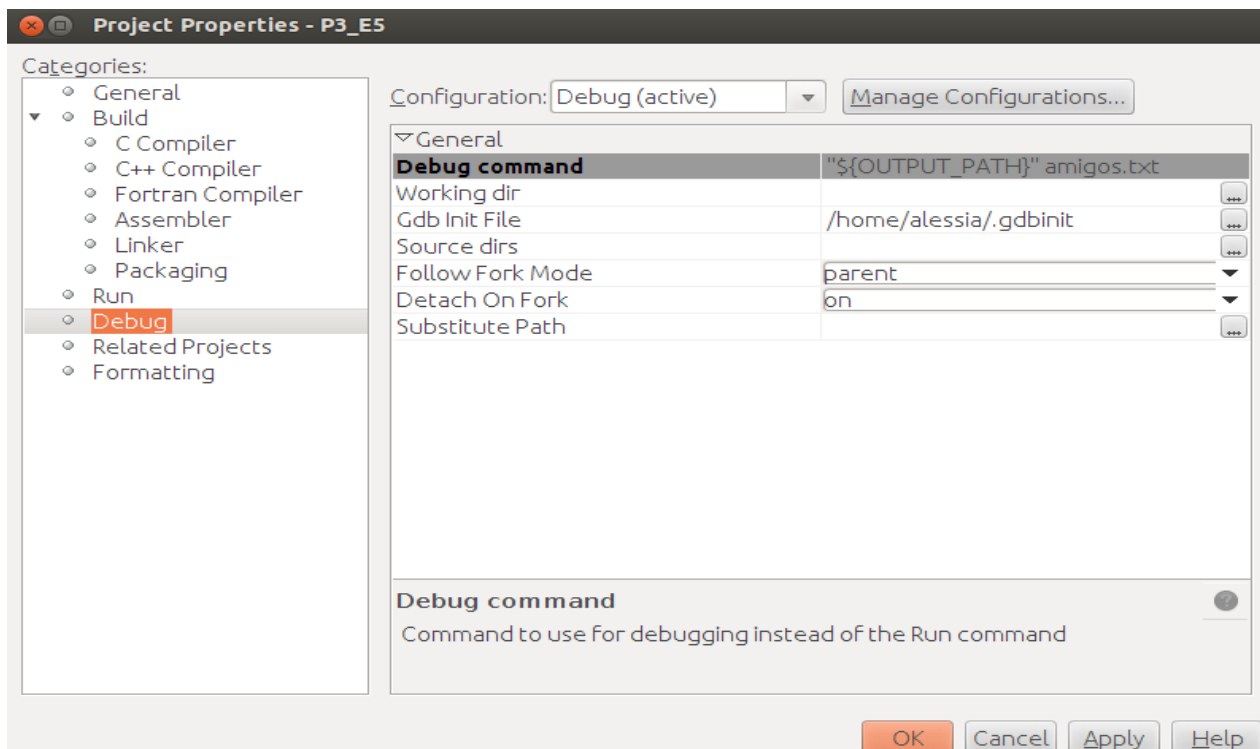 Project Properties - P3_E5
Categories:
General
Build
C Compiler
C++ Compiler
Fortran Compiler
Assembler
Linker
Packaging
Run
Debug
Related Projects
Formatting
Configuration: Debug (active) Manage Configurations...
General
Debug command "${OUTPUT_PATH}" amigos.txt
Working dir ...
Gdb Init File /home/alessia/.gdbinit ...
Source dirs ...
Follow Fork Mode parent
Detach On Fork on
Substitute Path ...
Debug command ?
Command to use for debugging instead of the Run command
OK Cancel Apply Help